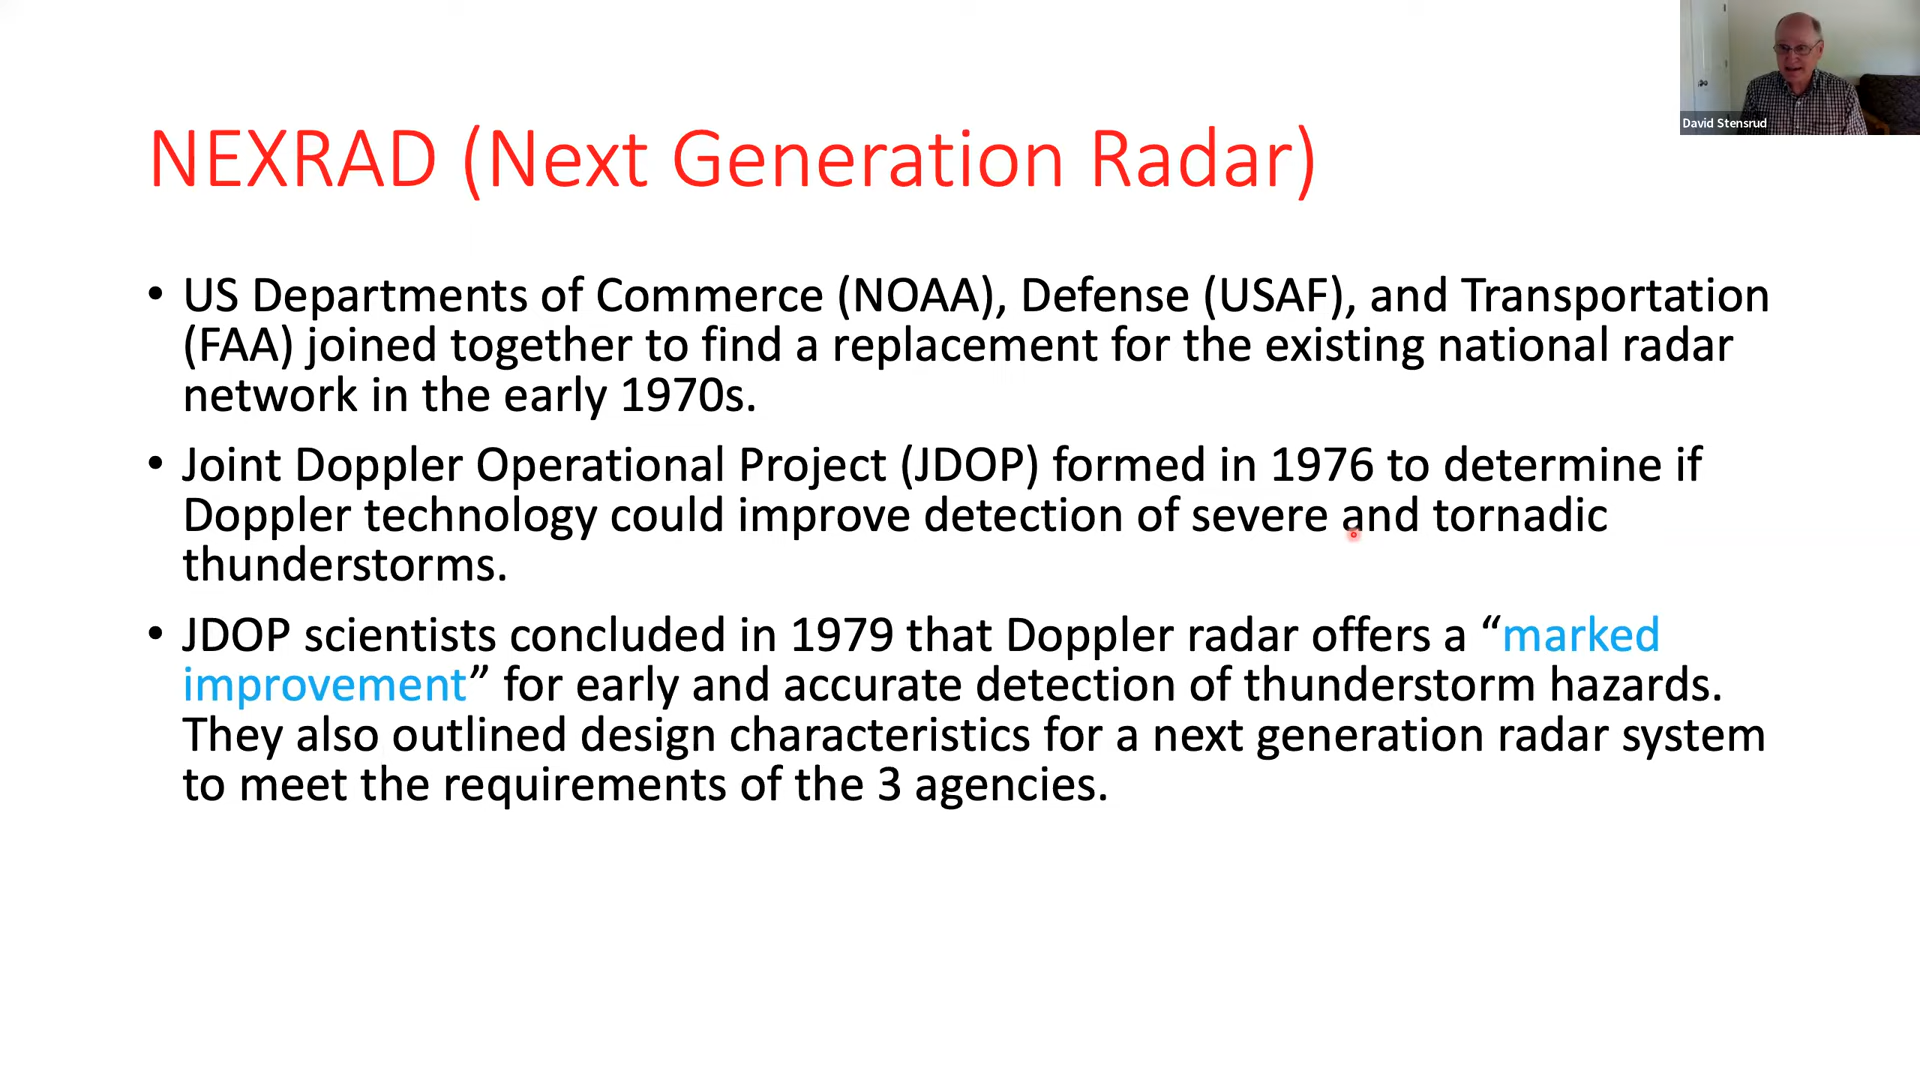 David Stensrud
NEXRAD (Next Generation Radar)
• US Departments of Commerce (NOAA), Defense (USAF), and Transportation
(FAA) joined together to find a replacement for the existing national radar
network in the early 1970s.
• Joint Doppler Operational Project (JDOP) formed in 1976 to determine if
Doppler technology could improve detection of severe and tornadic
thunderstorms.
• JDOP scientists concluded in 1979 that Doppler radar offers a “marked
improvement” for early and accurate detection of thunderstorm hazards.
They also outlined design characteristics for a next generation radar system
to meet the requirements of the 3 agencies.